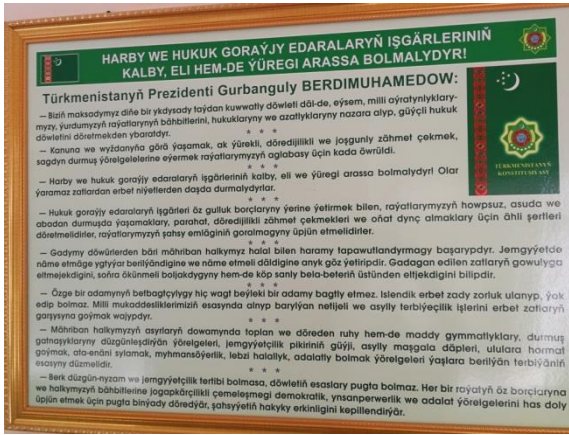 HARBY WE HUKUK GORAÝJY EDARALARYŇ IŞGÄRLERINIŇ
KALBY, ELI HEM-DE ÝÜREGI ARASSA BOLMALYDYR!
Türkmenistanyň Prezidenti Gurbanguly BERDIMUHAMEDOW:
— Biziň maksadymyz diňe bir ykdysady taýdan kuwwatly döwleti däl-de, eýsem, milli aýratynlyklary-
myzy, ýurdumyzyň raýatlarynyň bähbitlerini, hukuklaryny we azatlyklaryny nazara alyp, güýçli hukuk
döwletini döretmekden ybaratdyr.
* * *
— Kanuna we wyždanyňa görä ýaşamak, ak ýürekli, döredijilikli we joşgunly zähmet çekmek,
sagdyn durmuş ýörelgelerine eýermek raýatlarymyzyň aglabasy üçin kada öwrüldi.
* * *
— Harby we hukuk goraýjy edaralaryň işgärleriniň kalby, eli we ýüregi arassa bolmalydyr! Olar
ýaramaz zatlardan erbet niýetlerden daşda durmalydyrlar.
* * *
— Hukuk goraýjy edaralaryň işgärleri öz gulluk borçlaryny ýerine ýetirmek bilen, raýatlarymyzyň howpsuz, asuda we
abadan durmuşda ýaşamaklary, parahat, döredijilikli zähmet çekmekleri we oňat dynç almaklary üçin ähli şertleri
döretmelidirler, raýatlarymyzyň şahsy emläginiň goralmagyny üpjün etmelidirler.
* * *
— Gadymy döwürlerden bäri mähriban halkymyz halal bilen haramy tapawutlandyrmagy başarypdyr. Jemgyýetde
näme etmäge ygtyýar berilýändigine we näme etmeli däldigine anyk göz ýetiripdir. Gadagan edilen zatlaryň gowulyga
eltmejekdigini, soňra ökünmeli boljakdygyny hem-de köp sanly bela-beteriň üstünden eltjekdigini bilipdir.
* * *
— Özge bir adamynyň betbagtçylygy hiç wagt beýleki bir adamy bagtly etmez. Islendik erbet zady zorluk ulanyp, ýok
edip bolmaz. Milli mukaddesliklerimiziň esasynda alnyp barylýan netijeli we asylly terbiýeçilik işlerini erbet zatlaryň
garşysyna goýmak wajypdyr.
* * *
— Mähriban halkymyzyň asyrlaryň dowamynda toplan we döreden ruhy hem-de maddy gymmatlyklary, durmuş
gatnaşyklaryny düzgünleşdirýän ýörelgeleri, jemgyýetçilik pikiriniň güýji, asylly maşgala däpleri, ululara hormat
goýmak, ata-enäni sylamak, myhmansöýerlik, lebzi halallyk, adalatly bolmak ýörelgeleri ýaşlara berilýän terbiýäniň
esasyny düzmelidir.
* * *
— Berk düzgün-nyzam we jemgyýetçilik tertibi bolmasa, döwletiň esaslary pugta bolmaz. Her bir raýatyň öz borçlaryna
we halkymyzyň bähbitlerine jogapkärçilikli çemeleşmegi demokratik, ynsanperwerlik we adalat ýörelgelerini has doly
üpjün etmek üçin pugta binýady döredýär, şahsyýetiň hakyky erkinligini kepillendirýär.
TÜRKMENISTANYŇ
KONSTITUSIÝASY